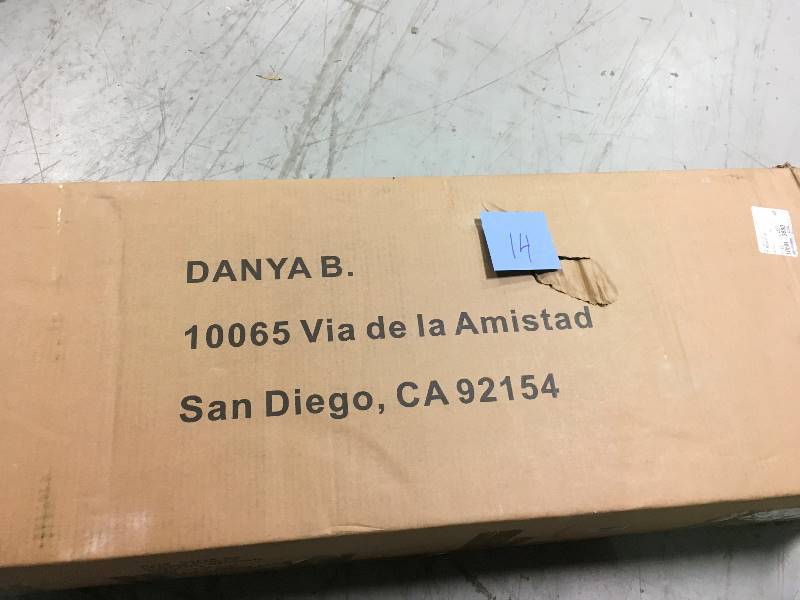 DANYA B.
14
10065 Via de la Amistad
San Diego, CA 92154